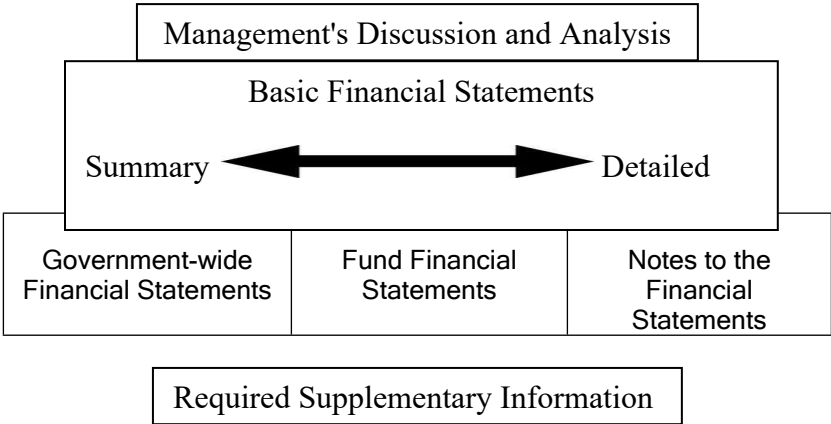 Management's Discussion and Analysis
Basic Financial Statements
Summary
Detailed
Government-wide
Financial Statements
Fund Financial
Statements
Notes to the
Financial
Statements
Required Supplementary Information